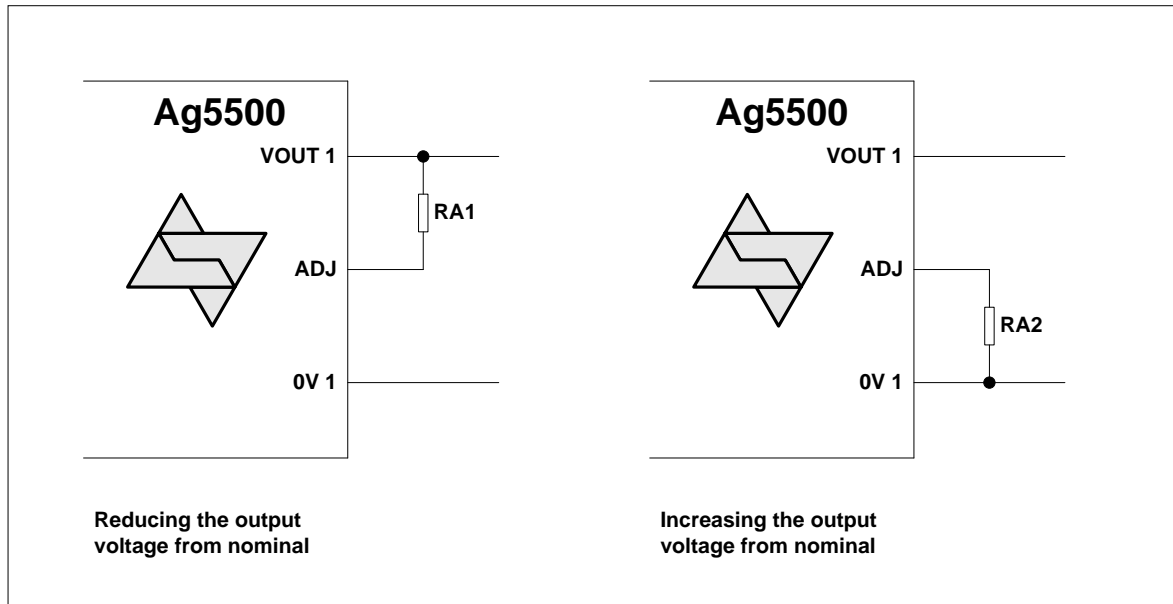 Ag5500
VOUT 1
RA1
ADJ
0V 1
Reducing the output
voltage from nominal
Ag5500
VOUT 1
ADJ
RA2
0V 1
Increasing the output
voltage from nominal